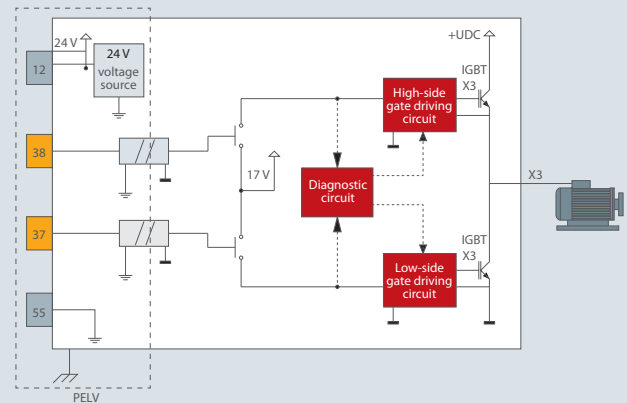 24 V
12
24 V
voltage
source
38
37
55
PELV
17 V
+UDC
IGBT
X3
High-side
gate driving
circuit
Diagnostic
circuit
X3
IGBT
X3
Low-side
gate driving
circuit